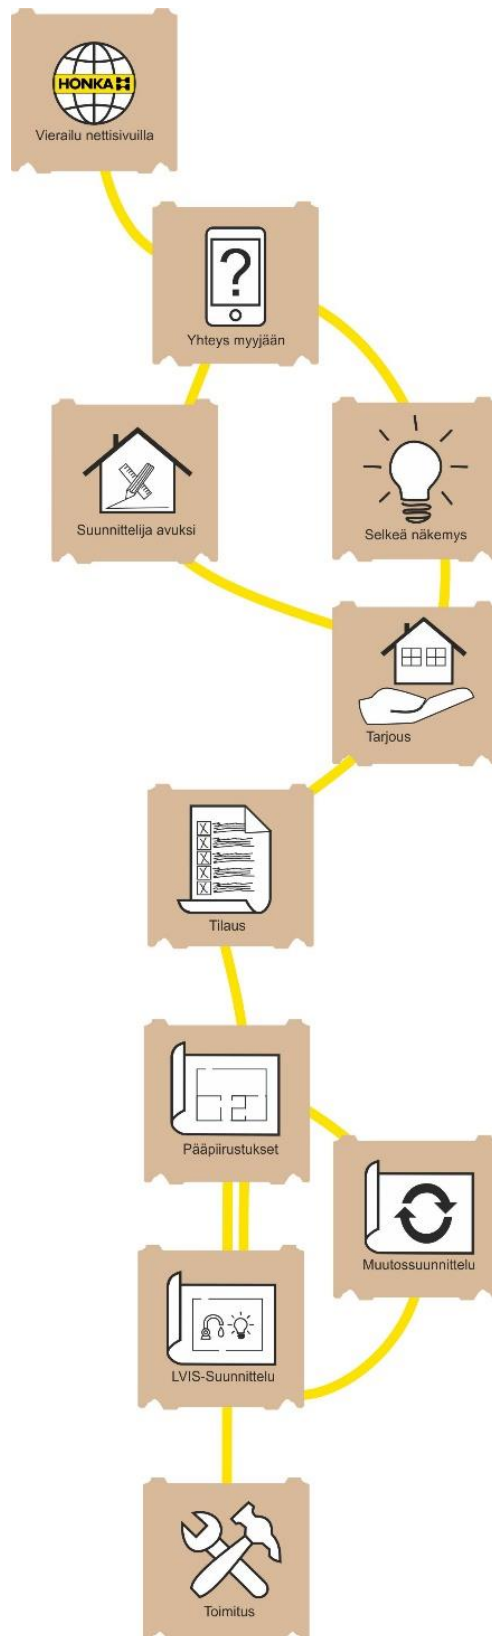 HONKA
Vierailu nettisivuilla
?
Yhteys myyjään
Suunnittelija avuksi
Selkeä näkemys
Tarjous
Tilaus
Pääpiirustukset
Muutossuunnittelu
LVIS-Suunnittelu
Toimitus